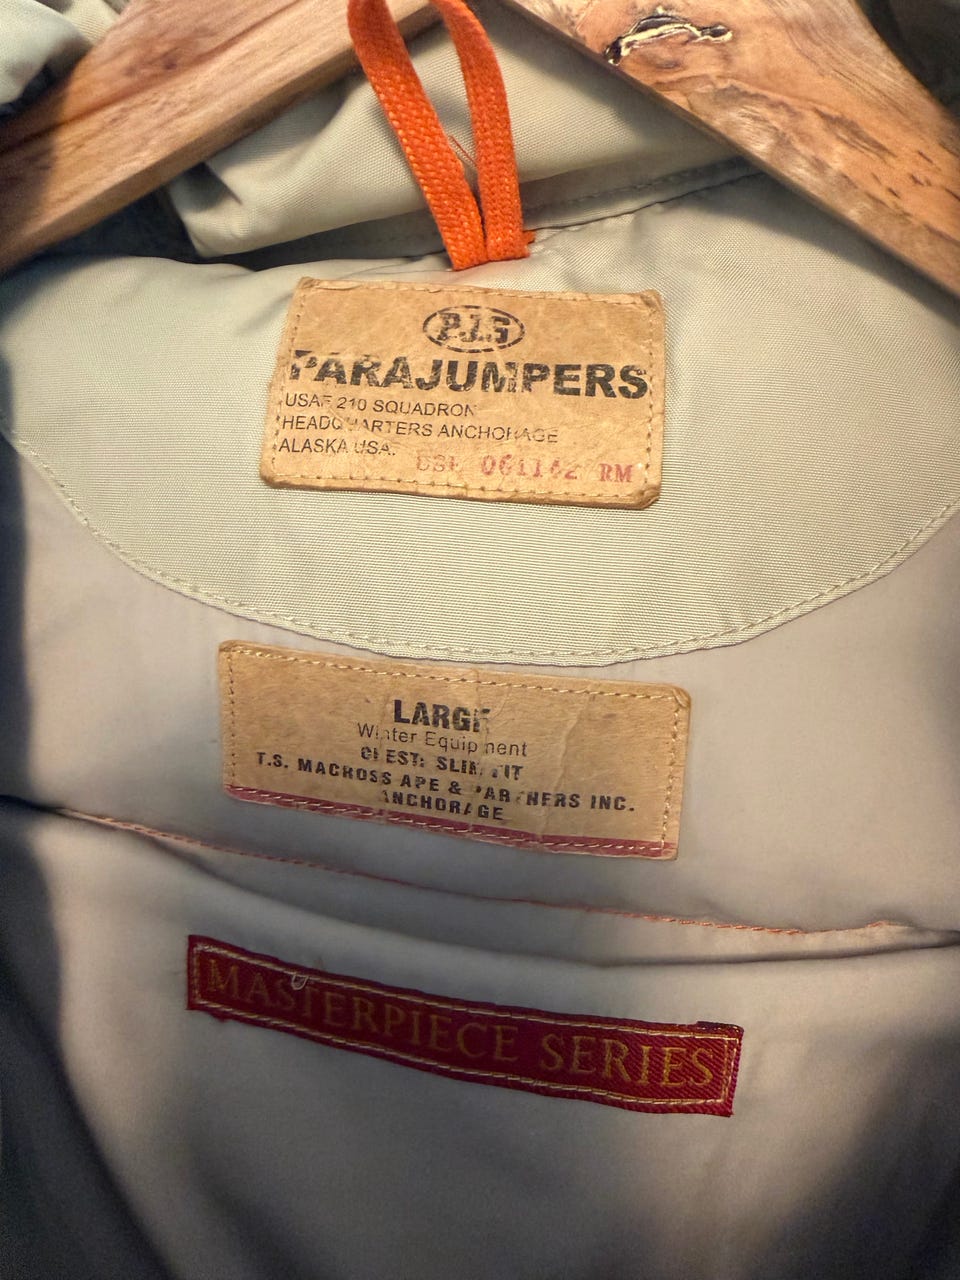 P.J.S
PARAJUMPERS
USAF 210 SQUADRON
HEADQUARTERS ANCHORAGE
ALASKA USA.
RM
LARGE
Winter Equipment
CHEST: SLIM FIT
T.S. MACROSS APE & PARTNERS INC.
ANCHORAGE
MASTERPIECE SERIES